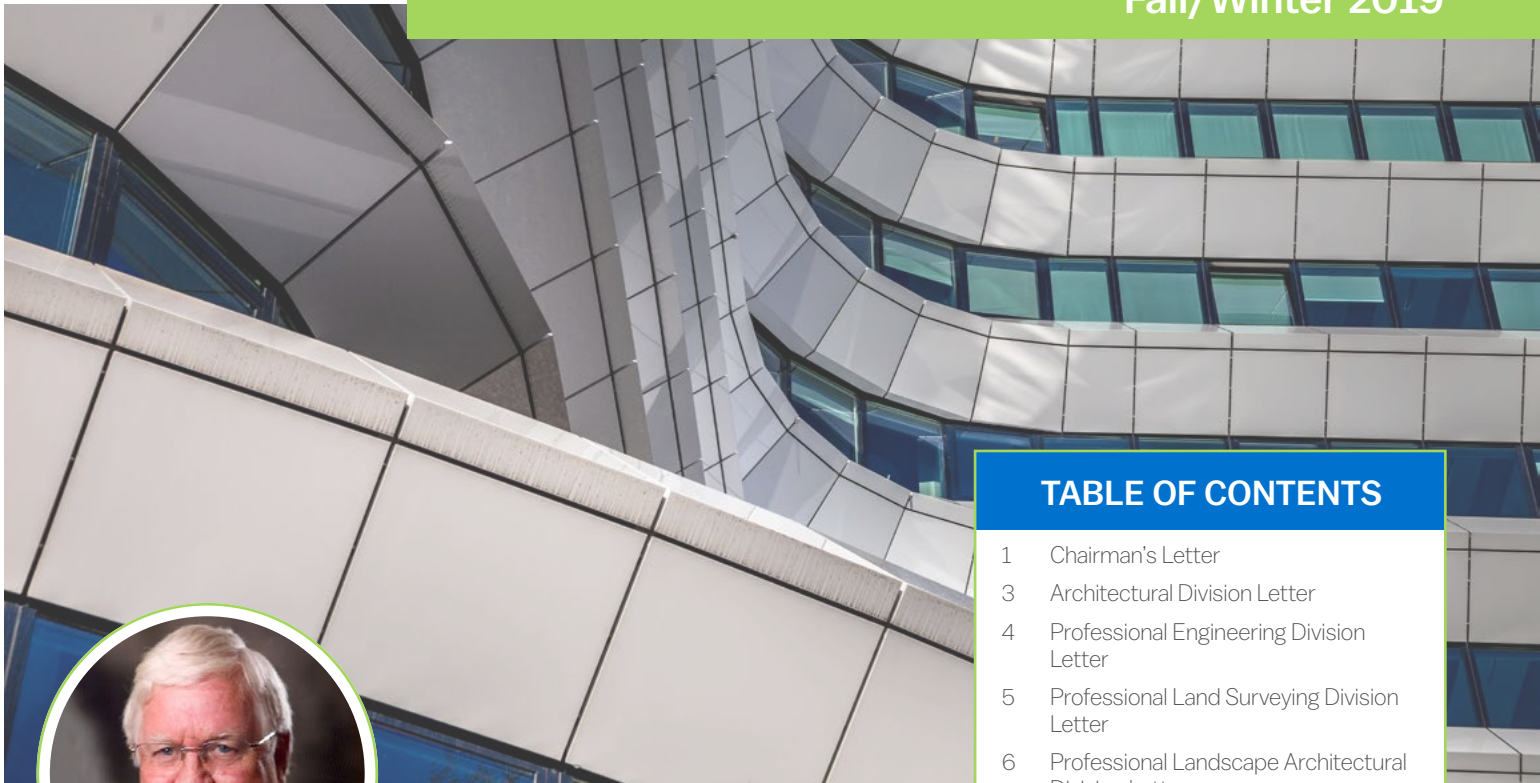 Fall/Winter 2019
TABLE OF CONTENTS
1 Chairman's Letter
3 Architectural Division Letter
4 Professional Engineering Division
Letter
5 Professional Land Surveying Division
Letter
6 Professional Landscape Architectural